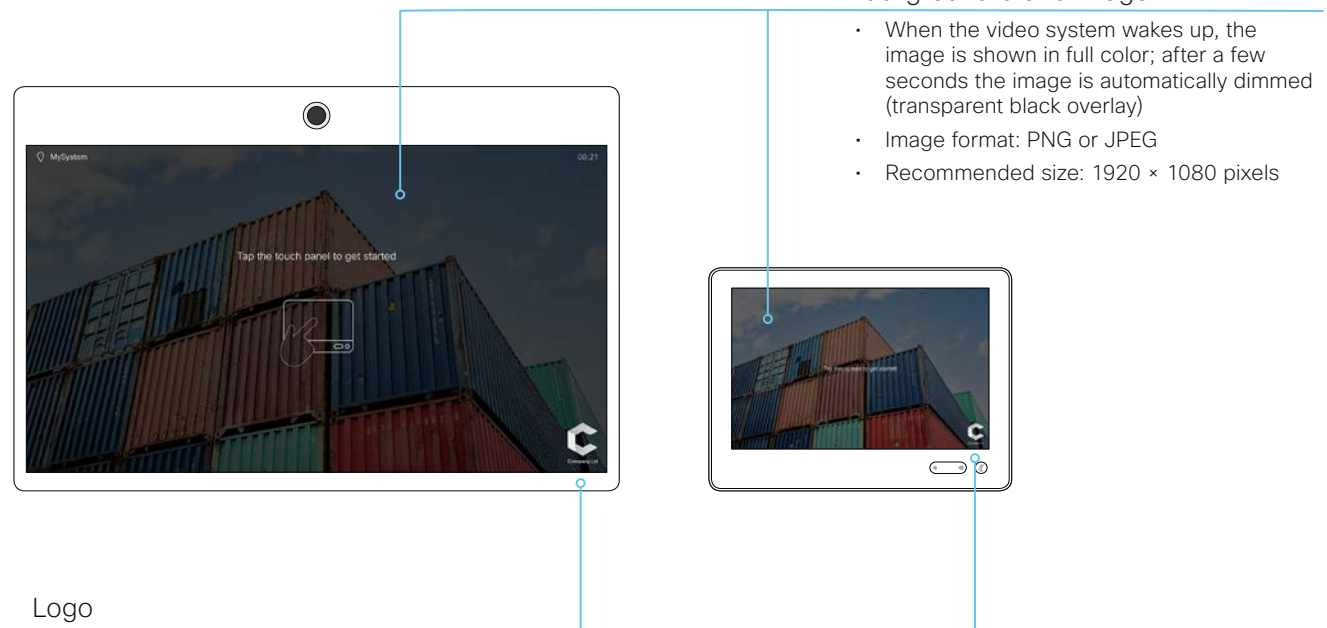 • When the video system wakes up, the
image is shown in full color; after a few
seconds the image is automatically dimmed
(transparent black overlay)
• Image format: PNG or JPEG
• Recommended size: 1920 × 1080 pixels
MySystem
08:21
Tap the touch panel to get started
Company Ltd
Logo